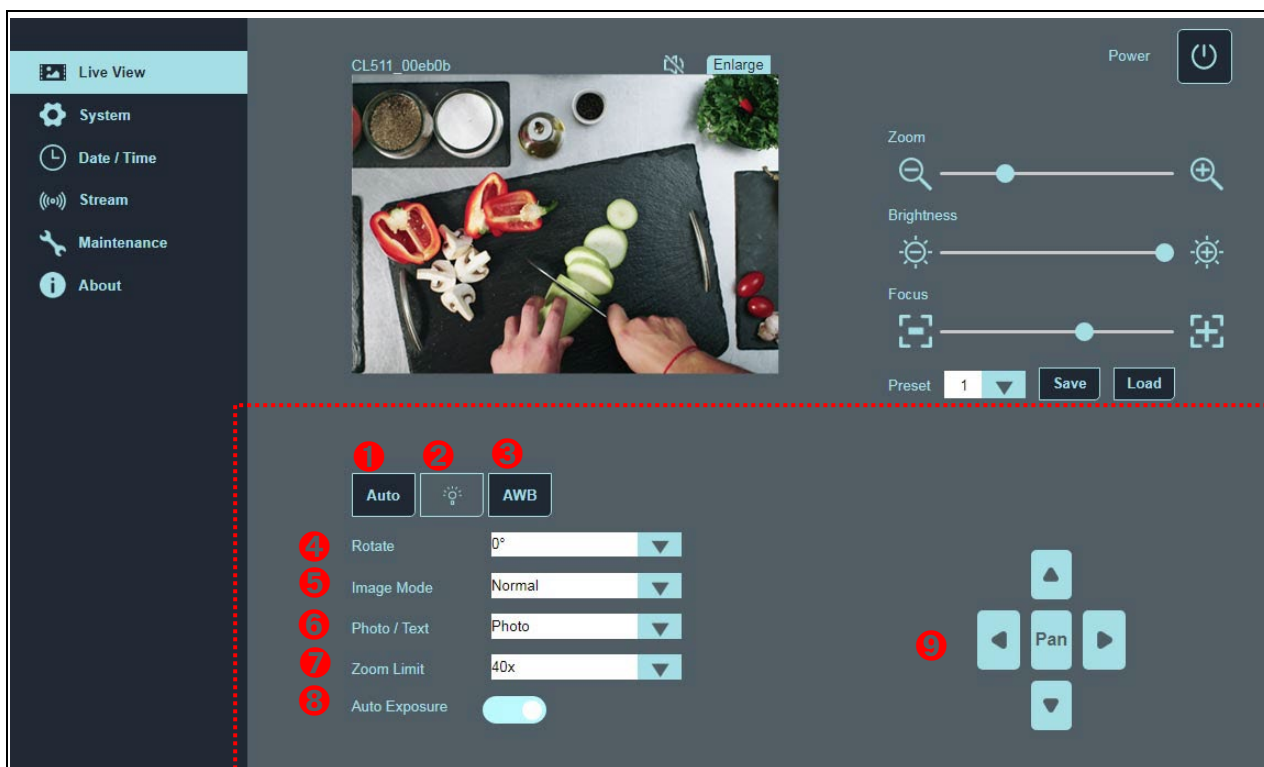 Live View
System
Date / Time
Stream
Maintenance
About
CL511_00eb0b
Enlarge
Power
Zoom
Brightness
Focus
Preset 1 Save Load
1 2 3
Auto AWB
4 Rotate 0°
5 Image Mode Normal
6 Photo / Text Photo
7 Zoom Limit 40x
8 Auto Exposure
9 Pan